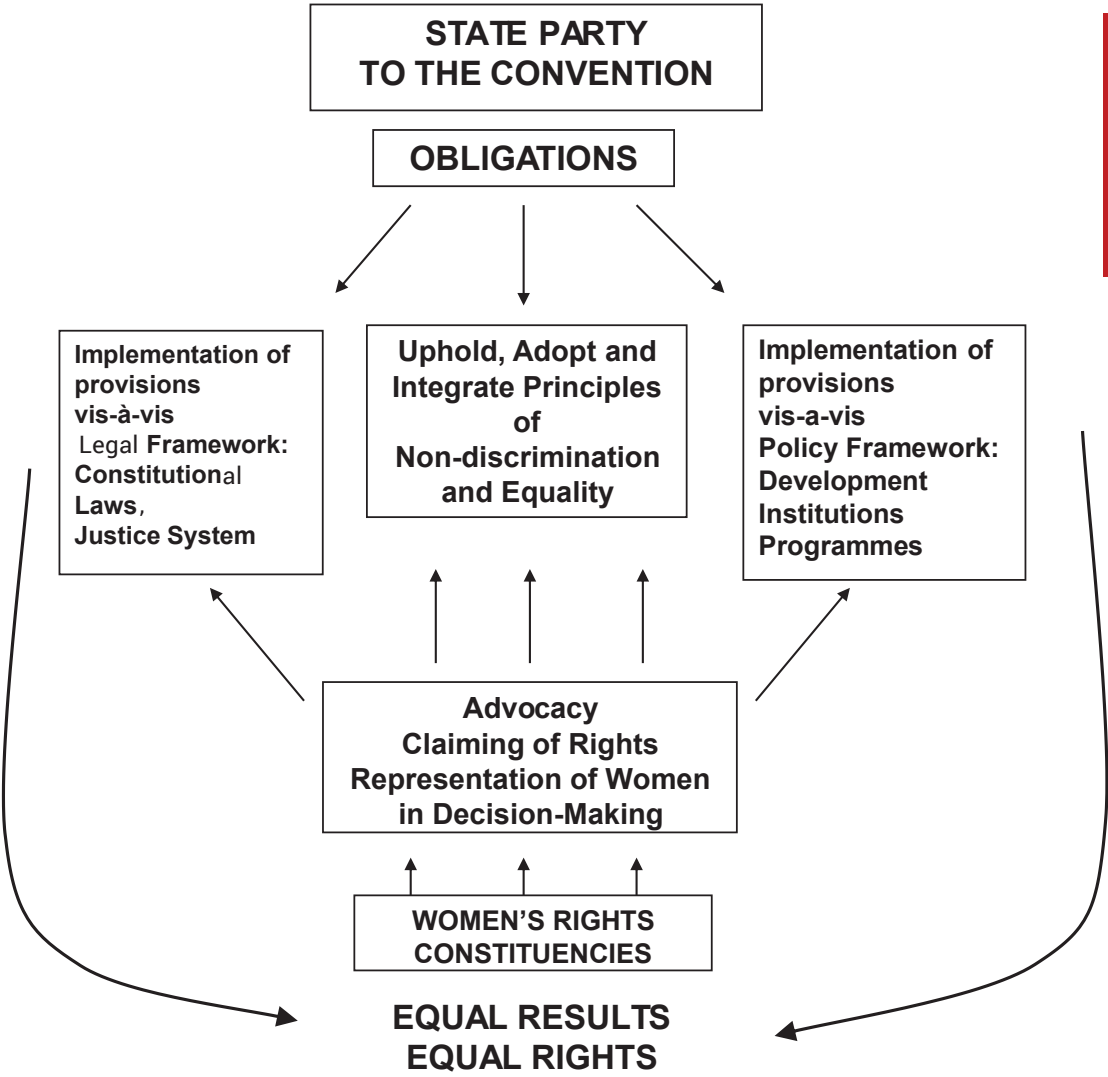 STATE PARTY
TO THE CONVENTION
OBLIGATIONS
Implementation of
provisions
vis-à-vis
Legal Framework:
Constitutional
Laws,
Justice System
Uphold, Adopt and
Integrate Principles
of
Non-discrimination
and Equality
Implementation of
provisions
vis-a-vis
Policy Framework:
Development
Institutions
Programmes
Advocacy
Claiming of Rights
Representation of Women
in Decision-Making
WOMEN’S RIGHTS
CONSTITUENCIES
EQUAL RESULTS
EQUAL RIGHTS